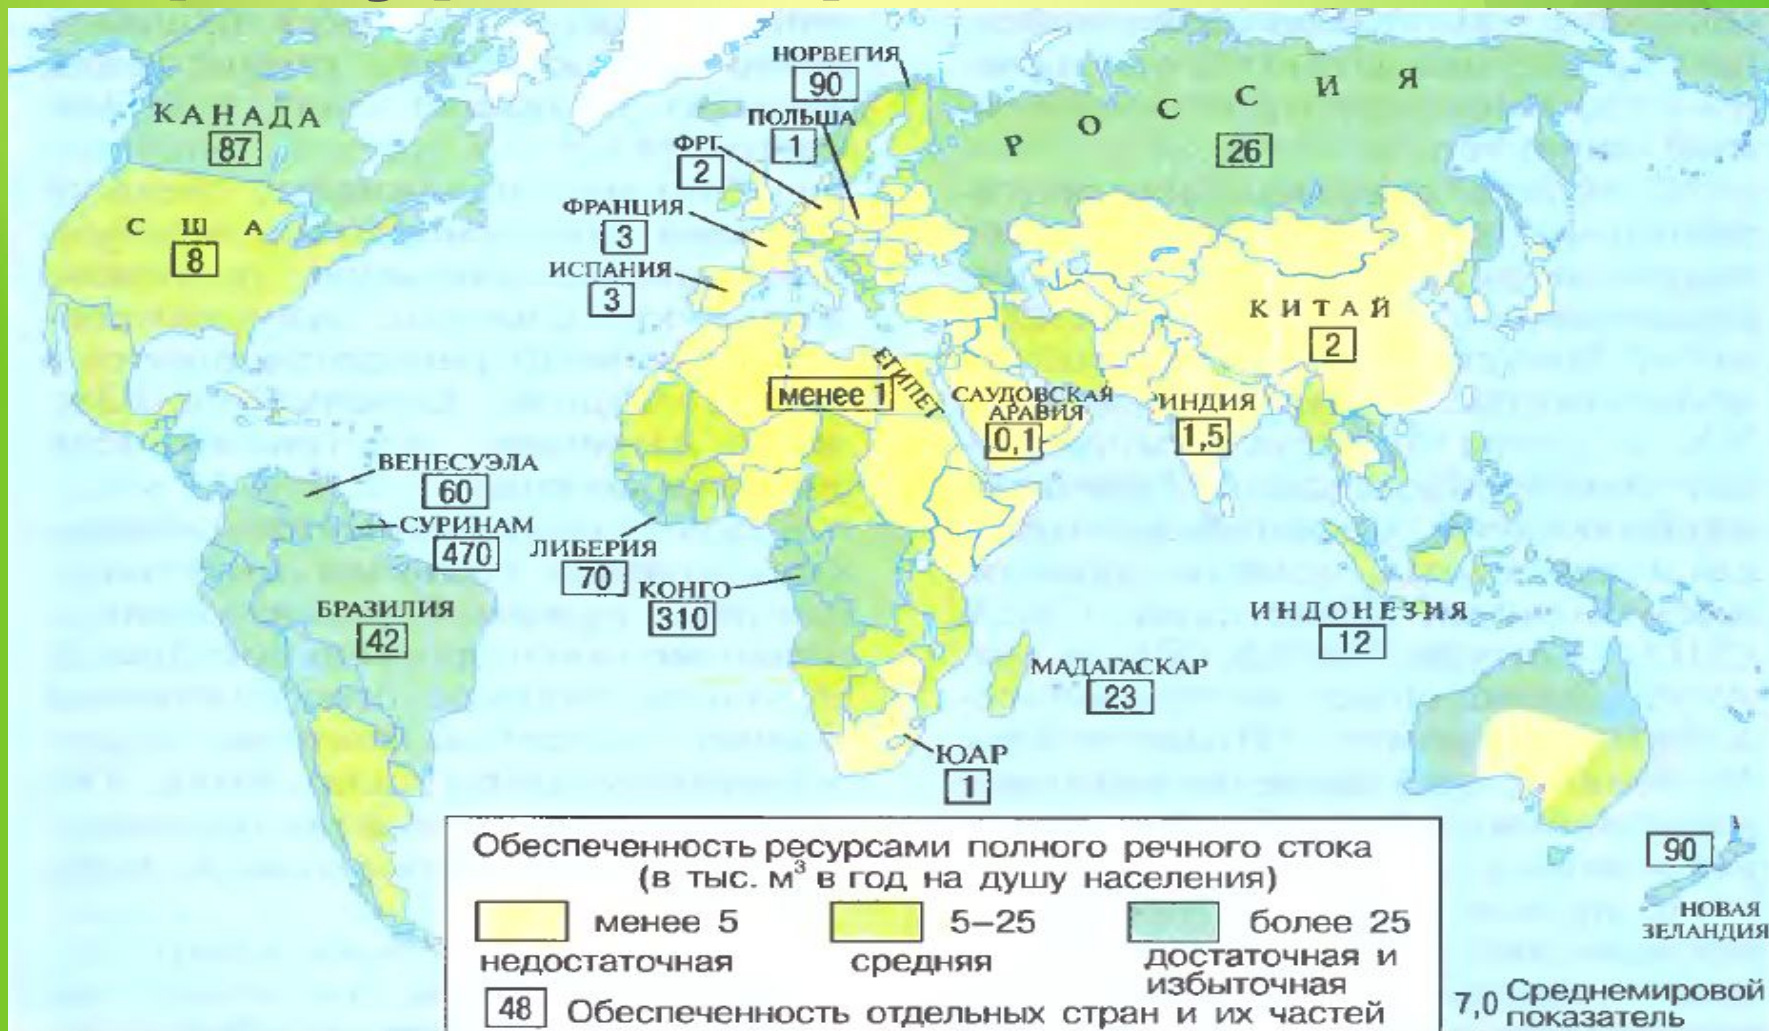 НОРВЕГИЯ
90
КАНАДА
87
ПОЛЬША
1
РОССИЯ
26
ФРГ
2
США
8
ФРАНЦИЯ
3
ИСПАНИЯ
3
КИТАЙ
2
ЕГИПЕТ
менее 1
САУДОВСКАЯ
АРАВИЯ
0,1
ИНДИЯ
1,5
ВЕНЕСУЭЛА
60
СУРИНАМ
470
ЛИБЕРИЯ
70
КОНГО
310
БРАЗИЛИЯ
42
ИНДОНЕЗИЯ
12
МАДАГАСКАР
23
ЮАР
1
90
НОВАЯ
ЗЕЛАНДИЯ
Обеспеченность ресурсами полного речного стока
(в тыс. м³ в год на душу населения)
менее 5
недостаточная
5–25
средняя
более 25
достаточная и
избыточная
48 Обеспеченность отдельных стран и их частей
7,0 Среднемировой
показатель